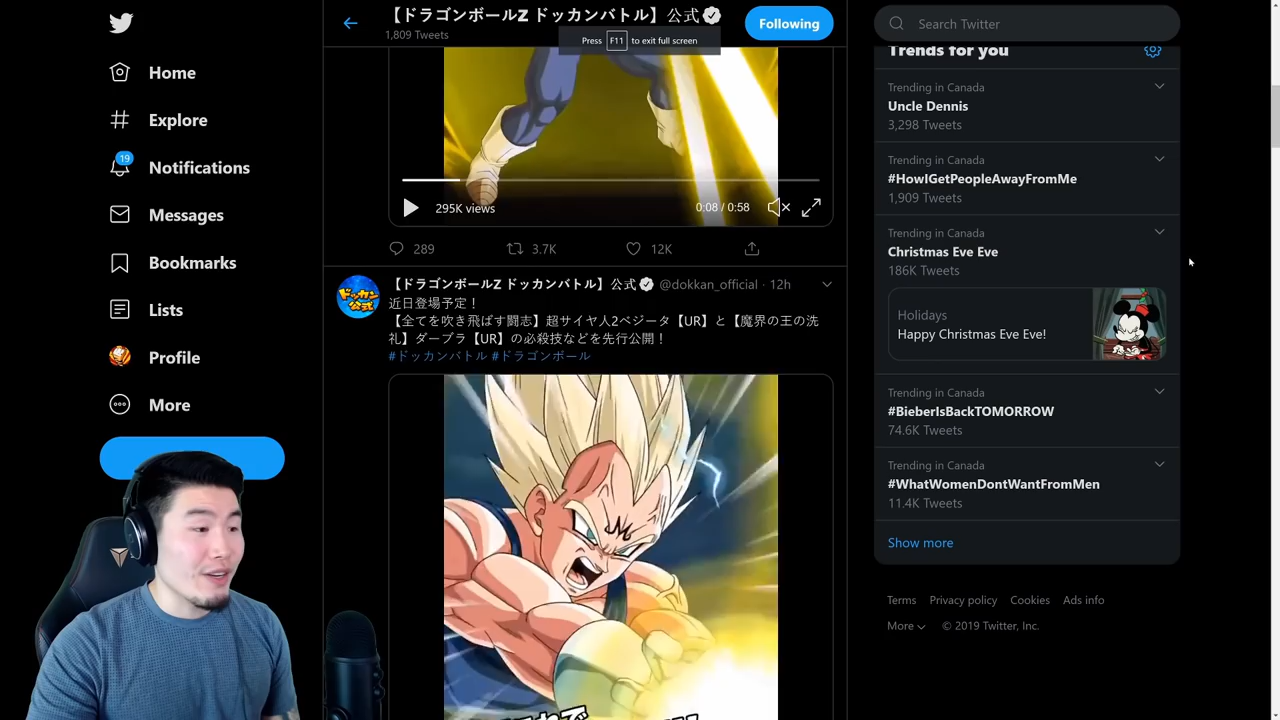 Home
Explore
19
Notifications
Messages
Bookmarks
Lists
Profile
More
【ドラゴンボールZ ドッカンバトル】公式
1,809 Tweets
Following
Press F11 to exit full screen
295K views
0:08 / 0:58
289
3.7K
12K
【ドラゴンボールZ ドッカンバトル】公式 @dokkan_official · 12h
近日登場予定！
【全てを吹き飛ばす闘志】超サイヤ人2ベジータ【UR】と【魔界の王の洗
礼】ダーブラ【UR】の必殺技などを先行公開！
#ドッカンバトル #ドラゴンボール
Search Twitter
Trends for you
Trending in Canada
Uncle Dennis
3,298 Tweets
Trending in Canada
#HowIGetPeopleAwayFromMe
1,909 Tweets
Trending in Canada
Christmas Eve Eve
186K Tweets
Holidays
Happy Christmas Eve Eve!
Trending in Canada
#BieberIsBackTOMORROW
74.6K Tweets
Trending in Canada
#WhatWomenDontWantFromMen
11.4K Tweets
Show more
Terms Privacy policy Cookies Ads info
More © 2019 Twitter, Inc.